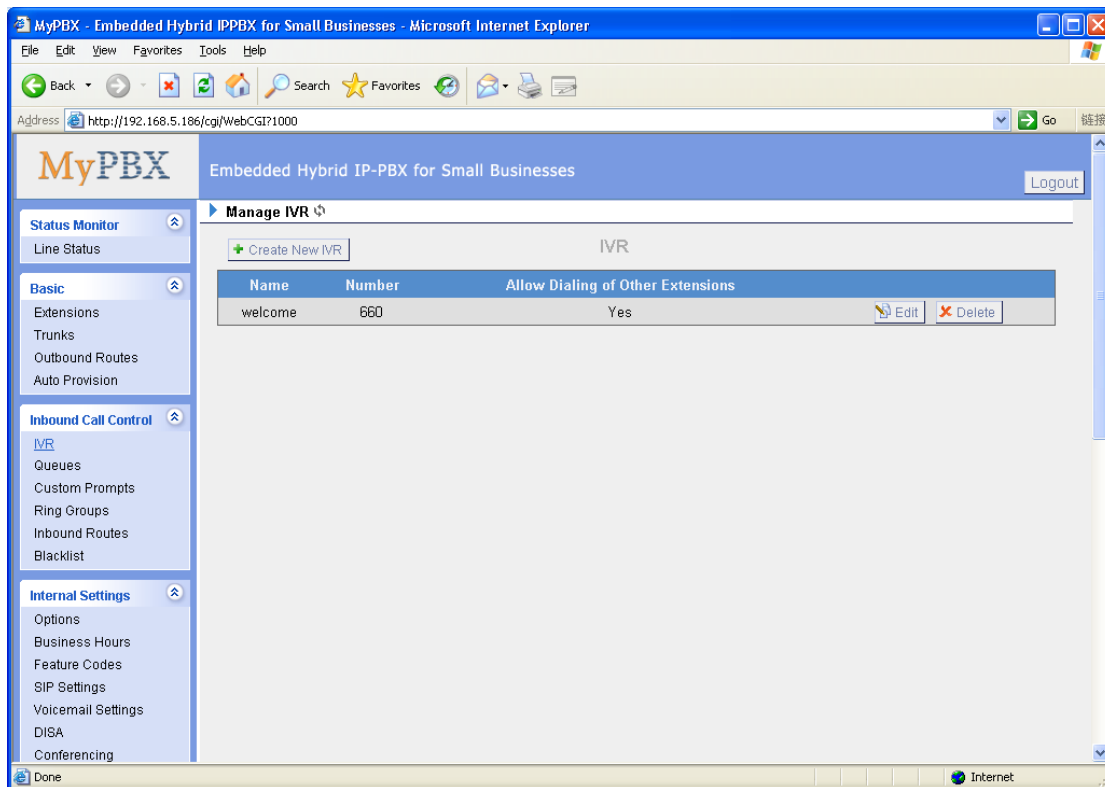 MyPBX - Embedded Hybrid IPPBX for Small Businesses - Microsoft Internet Explorer
File Edit View Favorites Tools Help
Back Search Favorites
Address http://192.168.5.186/cgi/WebCGI?1000 Go 链接
MyPBX
Embedded Hybrid IP-PBX for Small Businesses
Logout
Status Monitor
Line Status
Basic
Extensions
Trunks
Outbound Routes
Auto Provision
Inbound Call Control
IVR
Queues
Custom Prompts
Ring Groups
Inbound Routes
Blacklist
Internal Settings
Options
Business Hours
Feature Codes
SIP Settings
Voicemail Settings
DISA
Conferencing
Manage IVR
Create New IVR IVR
Name Number Allow Dialing of Other Extensions
welcome 660 Yes Edit Delete
Done Internet